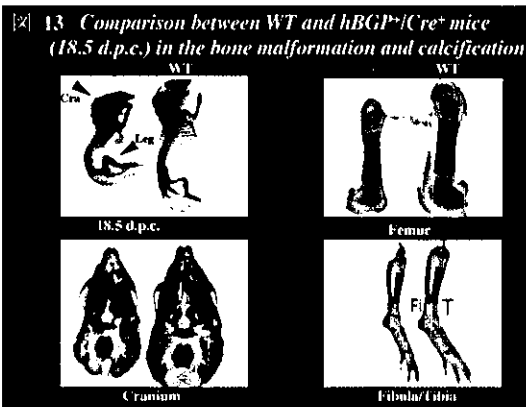 図 13 Comparison between WT and hBGP⁺/Cre⁺ mice
(18.5 d.p.c.) in the bone malformation and calcification
WT
WT
Cra
Leg
18.5 d.p.c.
Femur
Fi T
Cranium
Fibula/Tibia